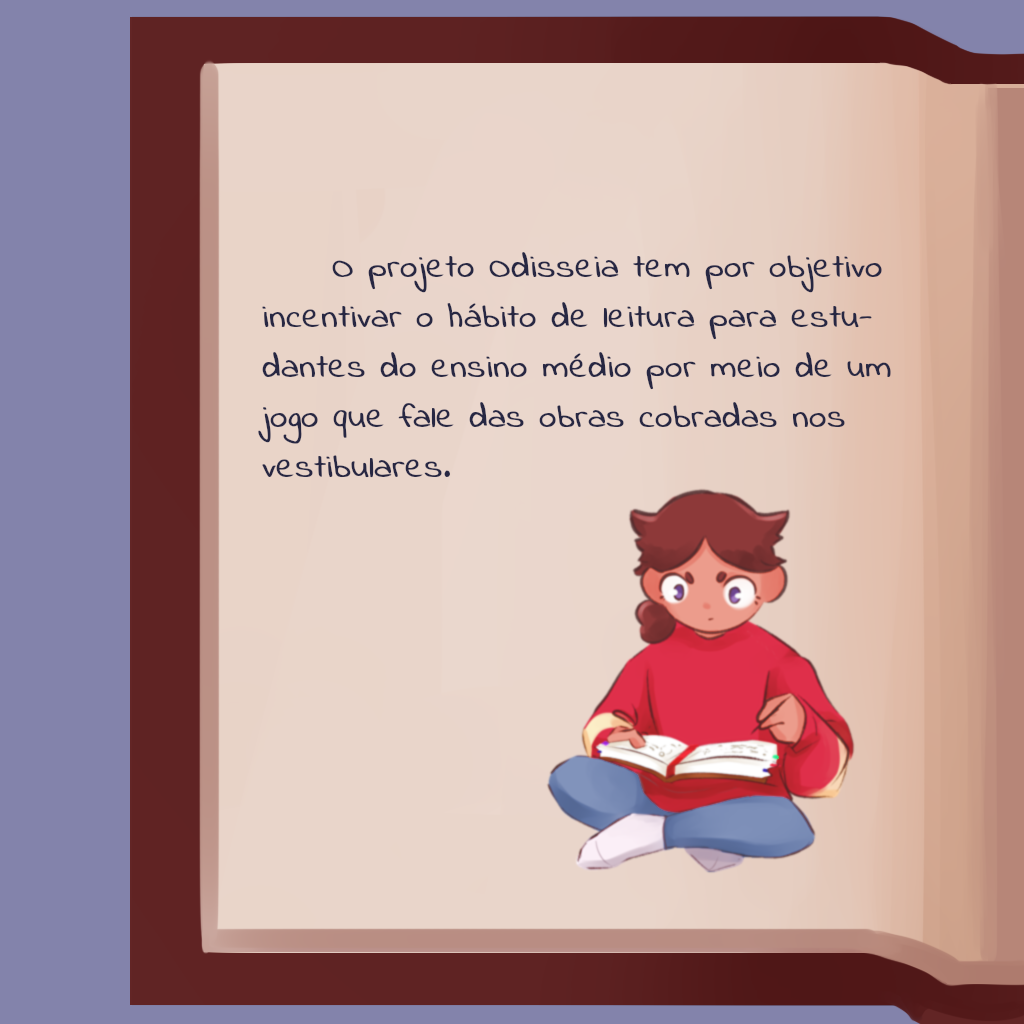 O projeto Odisseia tem por objetivo
incentivar o hábito de leitura para estu-
dantes do ensino médio por meio de um
jogo que fale das obras cobradas nos
vestibulares.